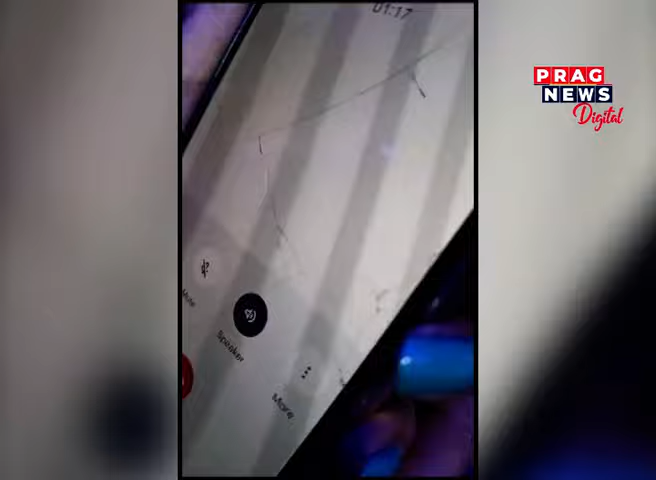 01:17
PRAG
NEWS
Digital
Mute
Speaker
More